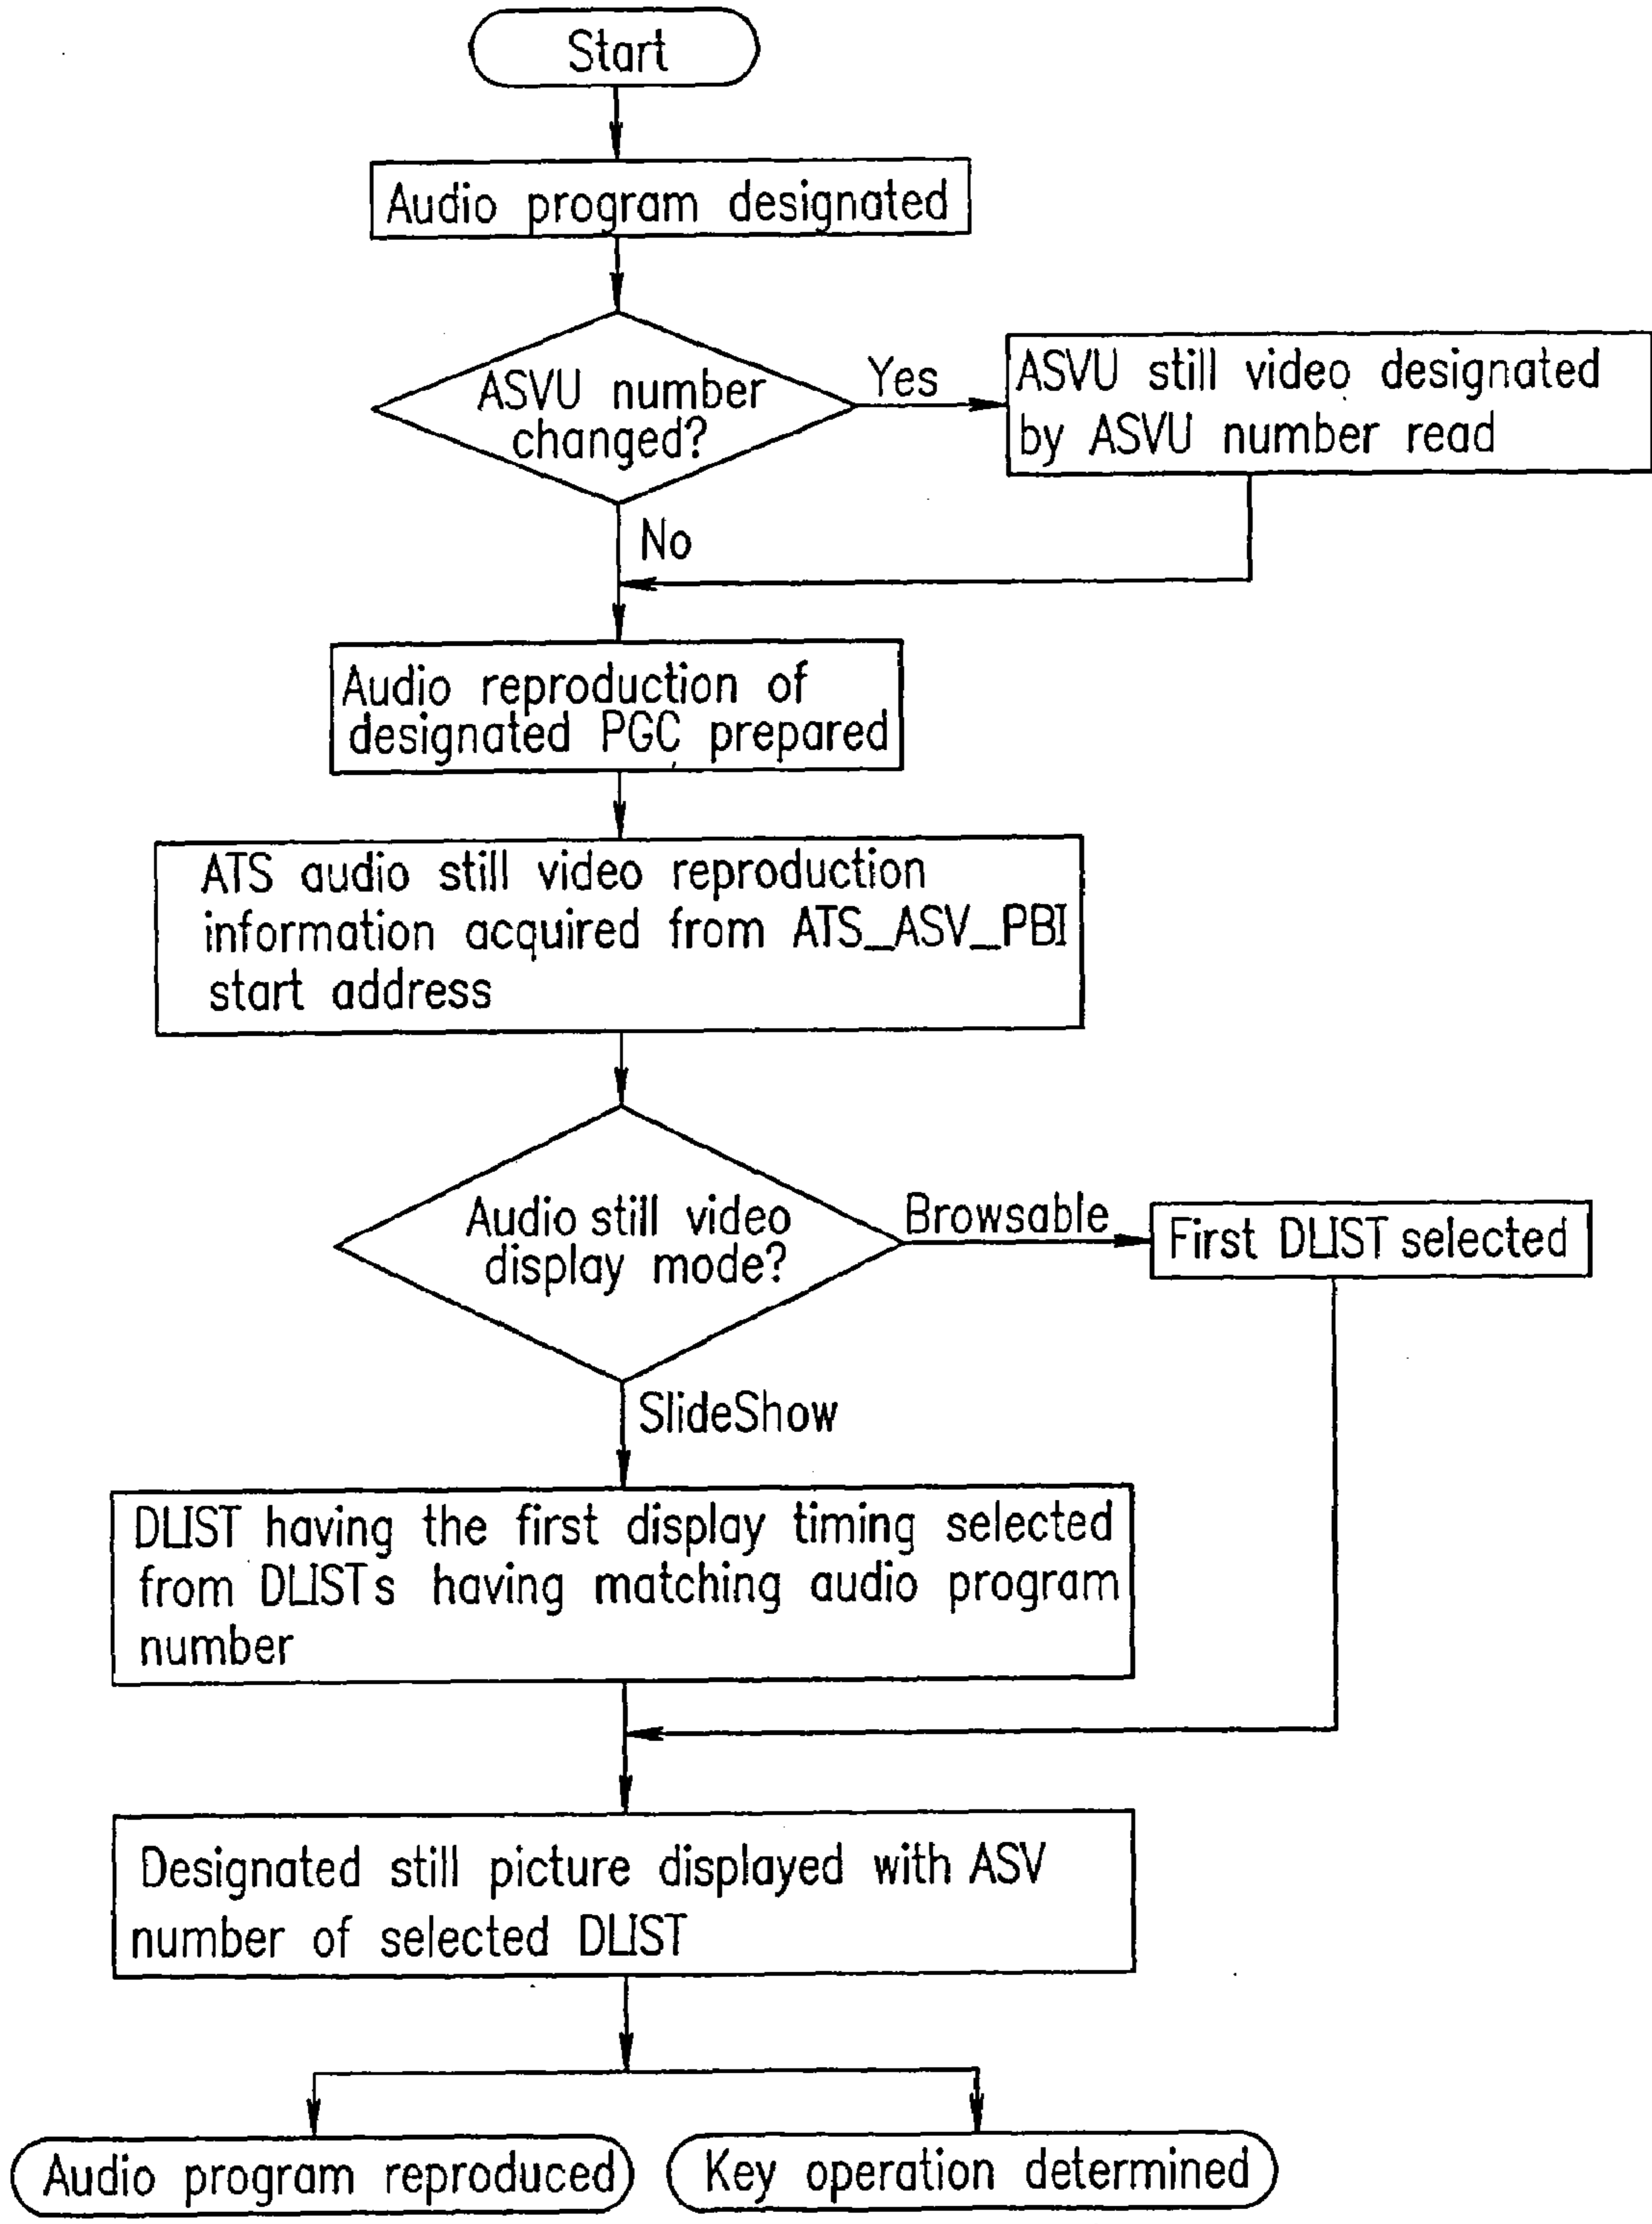 Start
Audio program designated
ASVU number
changed?
Yes
ASVU still video designated
by ASVU number read
No
Audio reproduction of
designated PGC prepared
ATS audio still video reproduction
information acquired from ATS_ASV_PBI
start address
Audio still video
display mode?
Browsable
First DLIST selected
SlideShow
DLIST having the first display timing selected
from DLISTs having matching audio program
number
Designated still picture displayed with ASV
number of selected DLIST
Audio program reproduced
Key operation determined